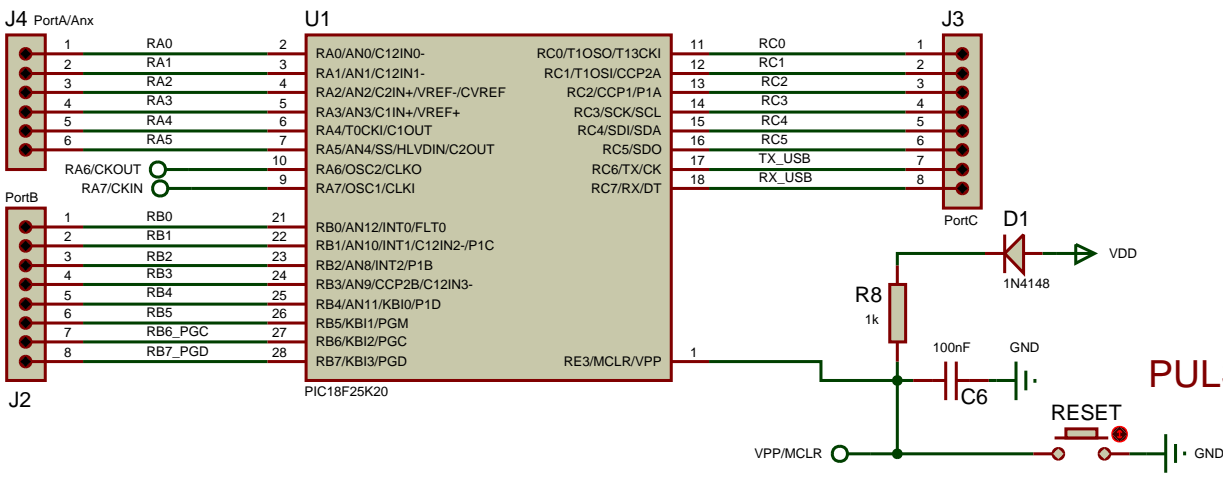 J4 PortA/Anx
1 RA0 2 RA0/AN0/C12IN0-
2 RA1 3 RA1/AN1/C12IN1-
3 RA2 4 RA2/AN2/C2IN+/VREF-/CVREF
4 RA3 5 RA3/AN3/C1IN+/VREF+
5 RA4 6 RA4/T0CKI/C1OUT
6 RA5 7 RA5/AN4/SS/HLVDIN/C2OUT
RA6/CKOUT 10 RA6/OSC2/CLKO
RA7/CKIN 9 RA7/OSC1/CLKI
PortB
1 RB0 21 RB0/AN12/INT0/FLT0
2 RB1 22 RB1/AN10/INT1/C12IN2-/P1C
3 RB2 23 RB2/AN8/INT2/P1B
4 RB3 24 RB3/AN9/CCP2B/C12IN3-
5 RB4 25 RB4/AN11/KBI0/P1D
6 RB5 26 RB5/KBI1/PGM
7 RB6_PGC 27 RB6/KBI2/PGC
8 RB7_PGD 28 RB7/KBI3/PGD
J2
U1
RC0/T1OSO/T13CKI 11 RC0 1
RC1/T1OSI/CCP2A 12 RC1 2
RC2/CCP1/P1A 13 RC2 3
RC3/SCK/SCL 14 RC3 4
RC4/SDI/SDA 15 RC4 5
RC5/SDO 16 RC5 6
RC6/TX/CK 17 TX_USB 7
RC7/RX/DT 18 RX_USB 8
RE3/MCLR/VPP 1
PIC18F25K20
J3
PortC
D1
VDD
1N4148
R8
1k
100nF
GND
C6
PUL
RESET
VPP/MCLR
GND